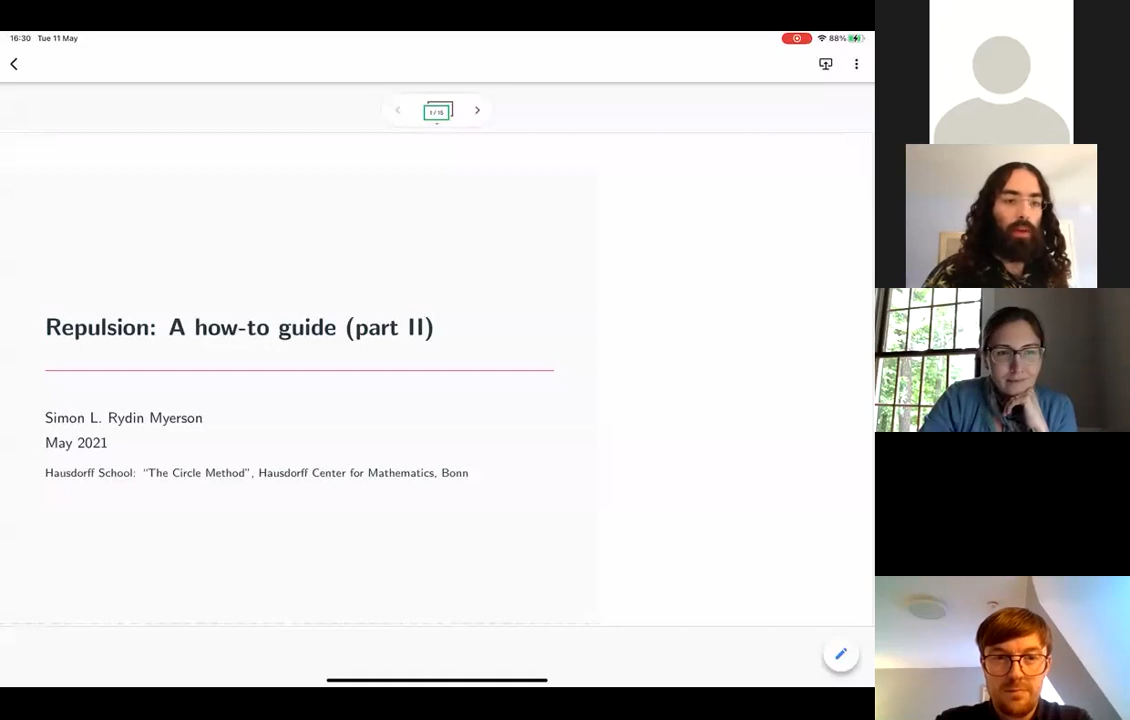 16:30 Tue 11 May
88%
1 / 15
Repulsion: A how-to guide (part II)
Simon L. Rydin Myerson
May 2021
Hausdorff School: “The Circle Method”, Hausdorff Center for Mathematics, Bonn